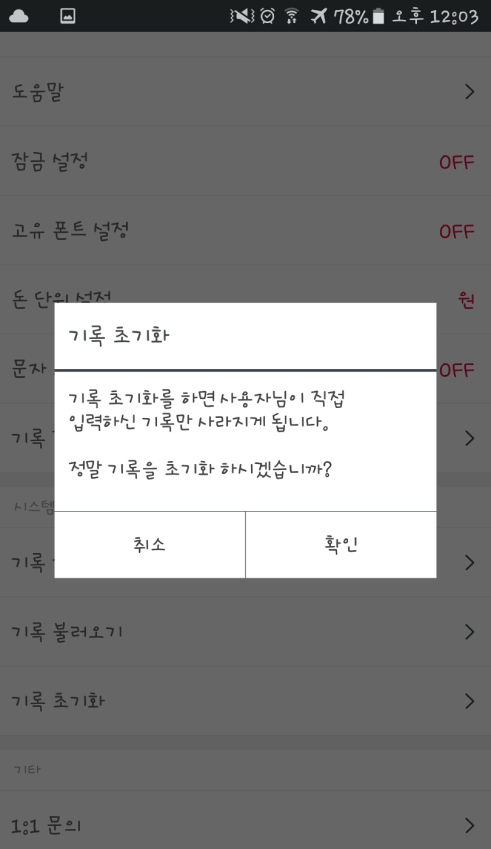 78% 오후 12:03
도움말
잠금 설정 OFF
고유 폰트 설정 OFF
돈 단위 설정 원
기록 초기화
문자 OFF
기록 초기화를 하면 사용자님이 직접
입력하신 기록만 사라지게 됩니다.
기록
정말 기록을 초기화 하시겠습니까?
시스템
취소 확인
기록
기록 불러오기
기록 초기화
기타
1:1 문의